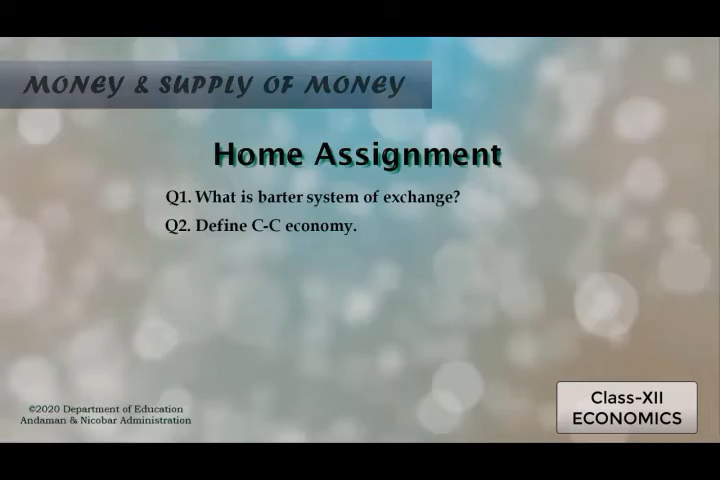 MONEY & SUPPLY OF MONEY
Home Assignment
Q1. What is barter system of exchange?
Q2. Define C-C economy.
©2020 Department of Education
Andaman & Nicobar Administration
Class-XII
ECONOMICS